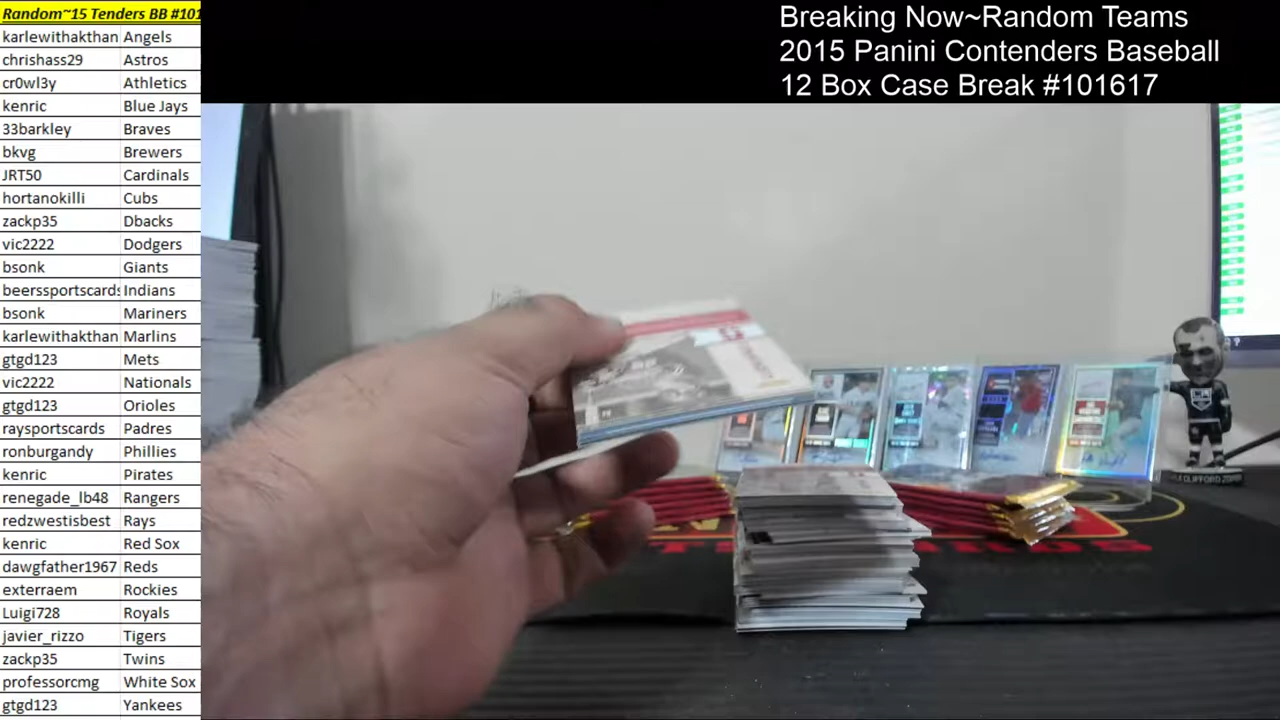 Random~15 Tenders BB #101
karlewithakthan Angels
chrishass29 Astros
cr0wl3y Athletics
kenric Blue Jays
33barkley Braves
bkvg Brewers
JRT50 Cardinals
hortanokilli Cubs
zackp35 Dbacks
vic2222 Dodgers
bsonk Giants
beerssportscards Indians
bsonk Mariners
karlewithakthan Marlins
gtgd123 Mets
vic2222 Nationals
gtgd123 Orioles
raysportscards Padres
ronburgandy Phillies
kenric Pirates
renegade_lb48 Rangers
redzwestisbest Rays
kenric Red Sox
dawgfather1967 Reds
exterraem Rockies
Luigi728 Royals
javier_rizzo Tigers
zackp35 Twins
professorcmg White Sox
gtgd123 Yankees
Breaking Now~Random Teams
2015 Panini Contenders Baseball
12 Box Case Break #101617